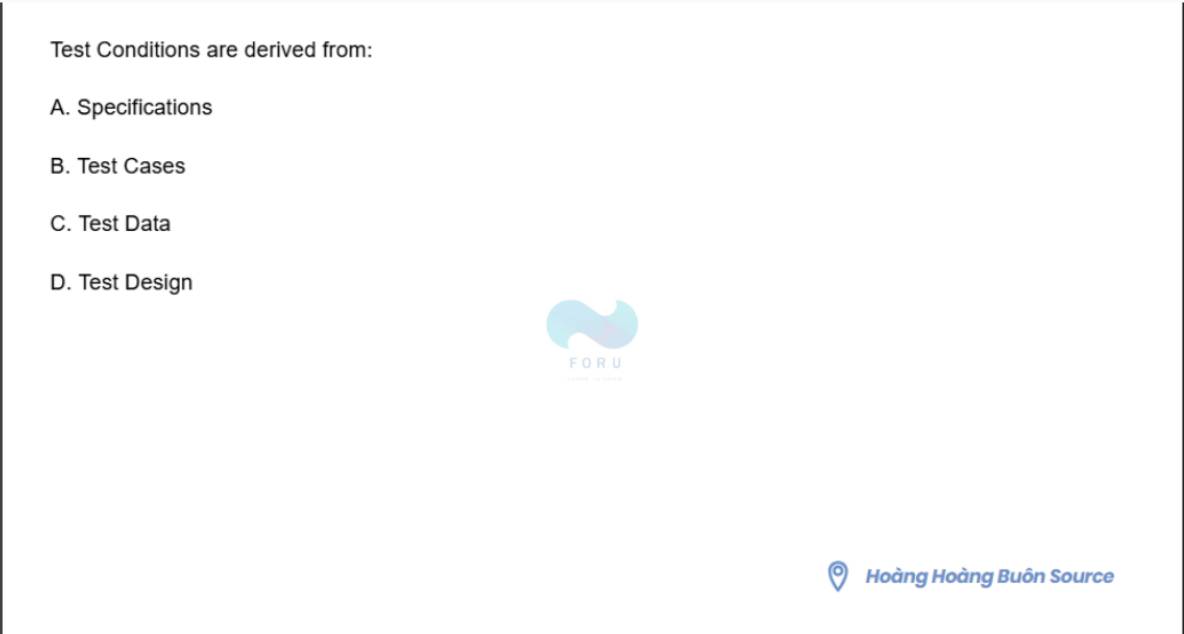 Test Conditions are derived from:
A. Specifications
B. Test Cases
C. Test Data
D. Test Design
FORU
Hoàng Hoàng Buôn Source